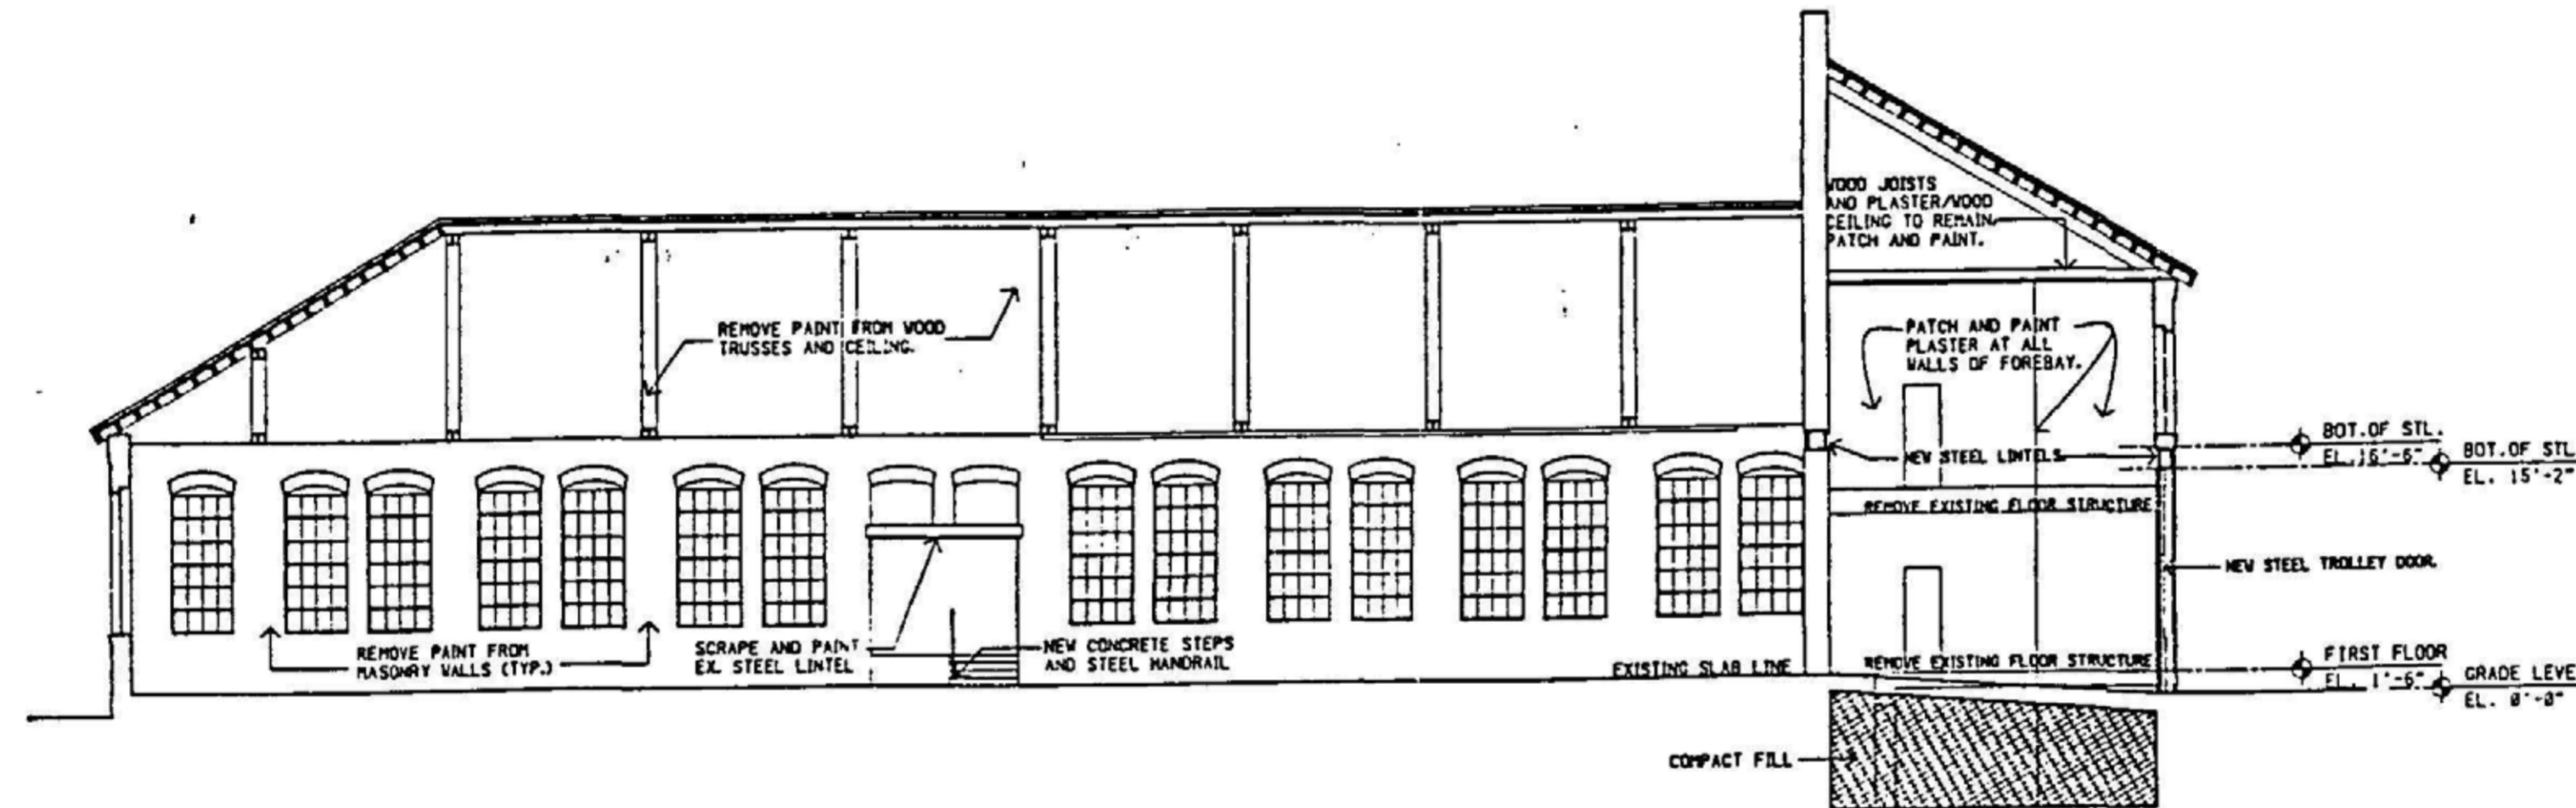 WOOD JOISTS
AND PLASTER/WOOD
CEILING TO REMAIN.
PATCH AND PAINT.
REMOVE PAINT FROM WOOD
TRUSSES AND CEILING.
PATCH AND PAINT
PLASTER AT ALL
WALLS OF FOREBAY.
BOT.OF STL.
EL.16'-6"
BOT.OF STL
EL. 15'-2"
NEW STEEL LINTELS
REMOVE EXISTING FLOOR STRUCTURE
NEW STEEL TROLLEY DOOR.
REMOVE PAINT FROM
MASONRY WALLS (TYP.)
SCRAPE AND PAINT
EX. STEEL LINTEL
NEW CONCRETE STEPS
AND STEEL HANDRAIL
EXISTING SLAB LINE
REMOVE EXISTING FLOOR STRUCTURE
FIRST FLOOR
EL. 1'-6"
GRADE LEVE
EL. 0'-0"
COMPACT FILL